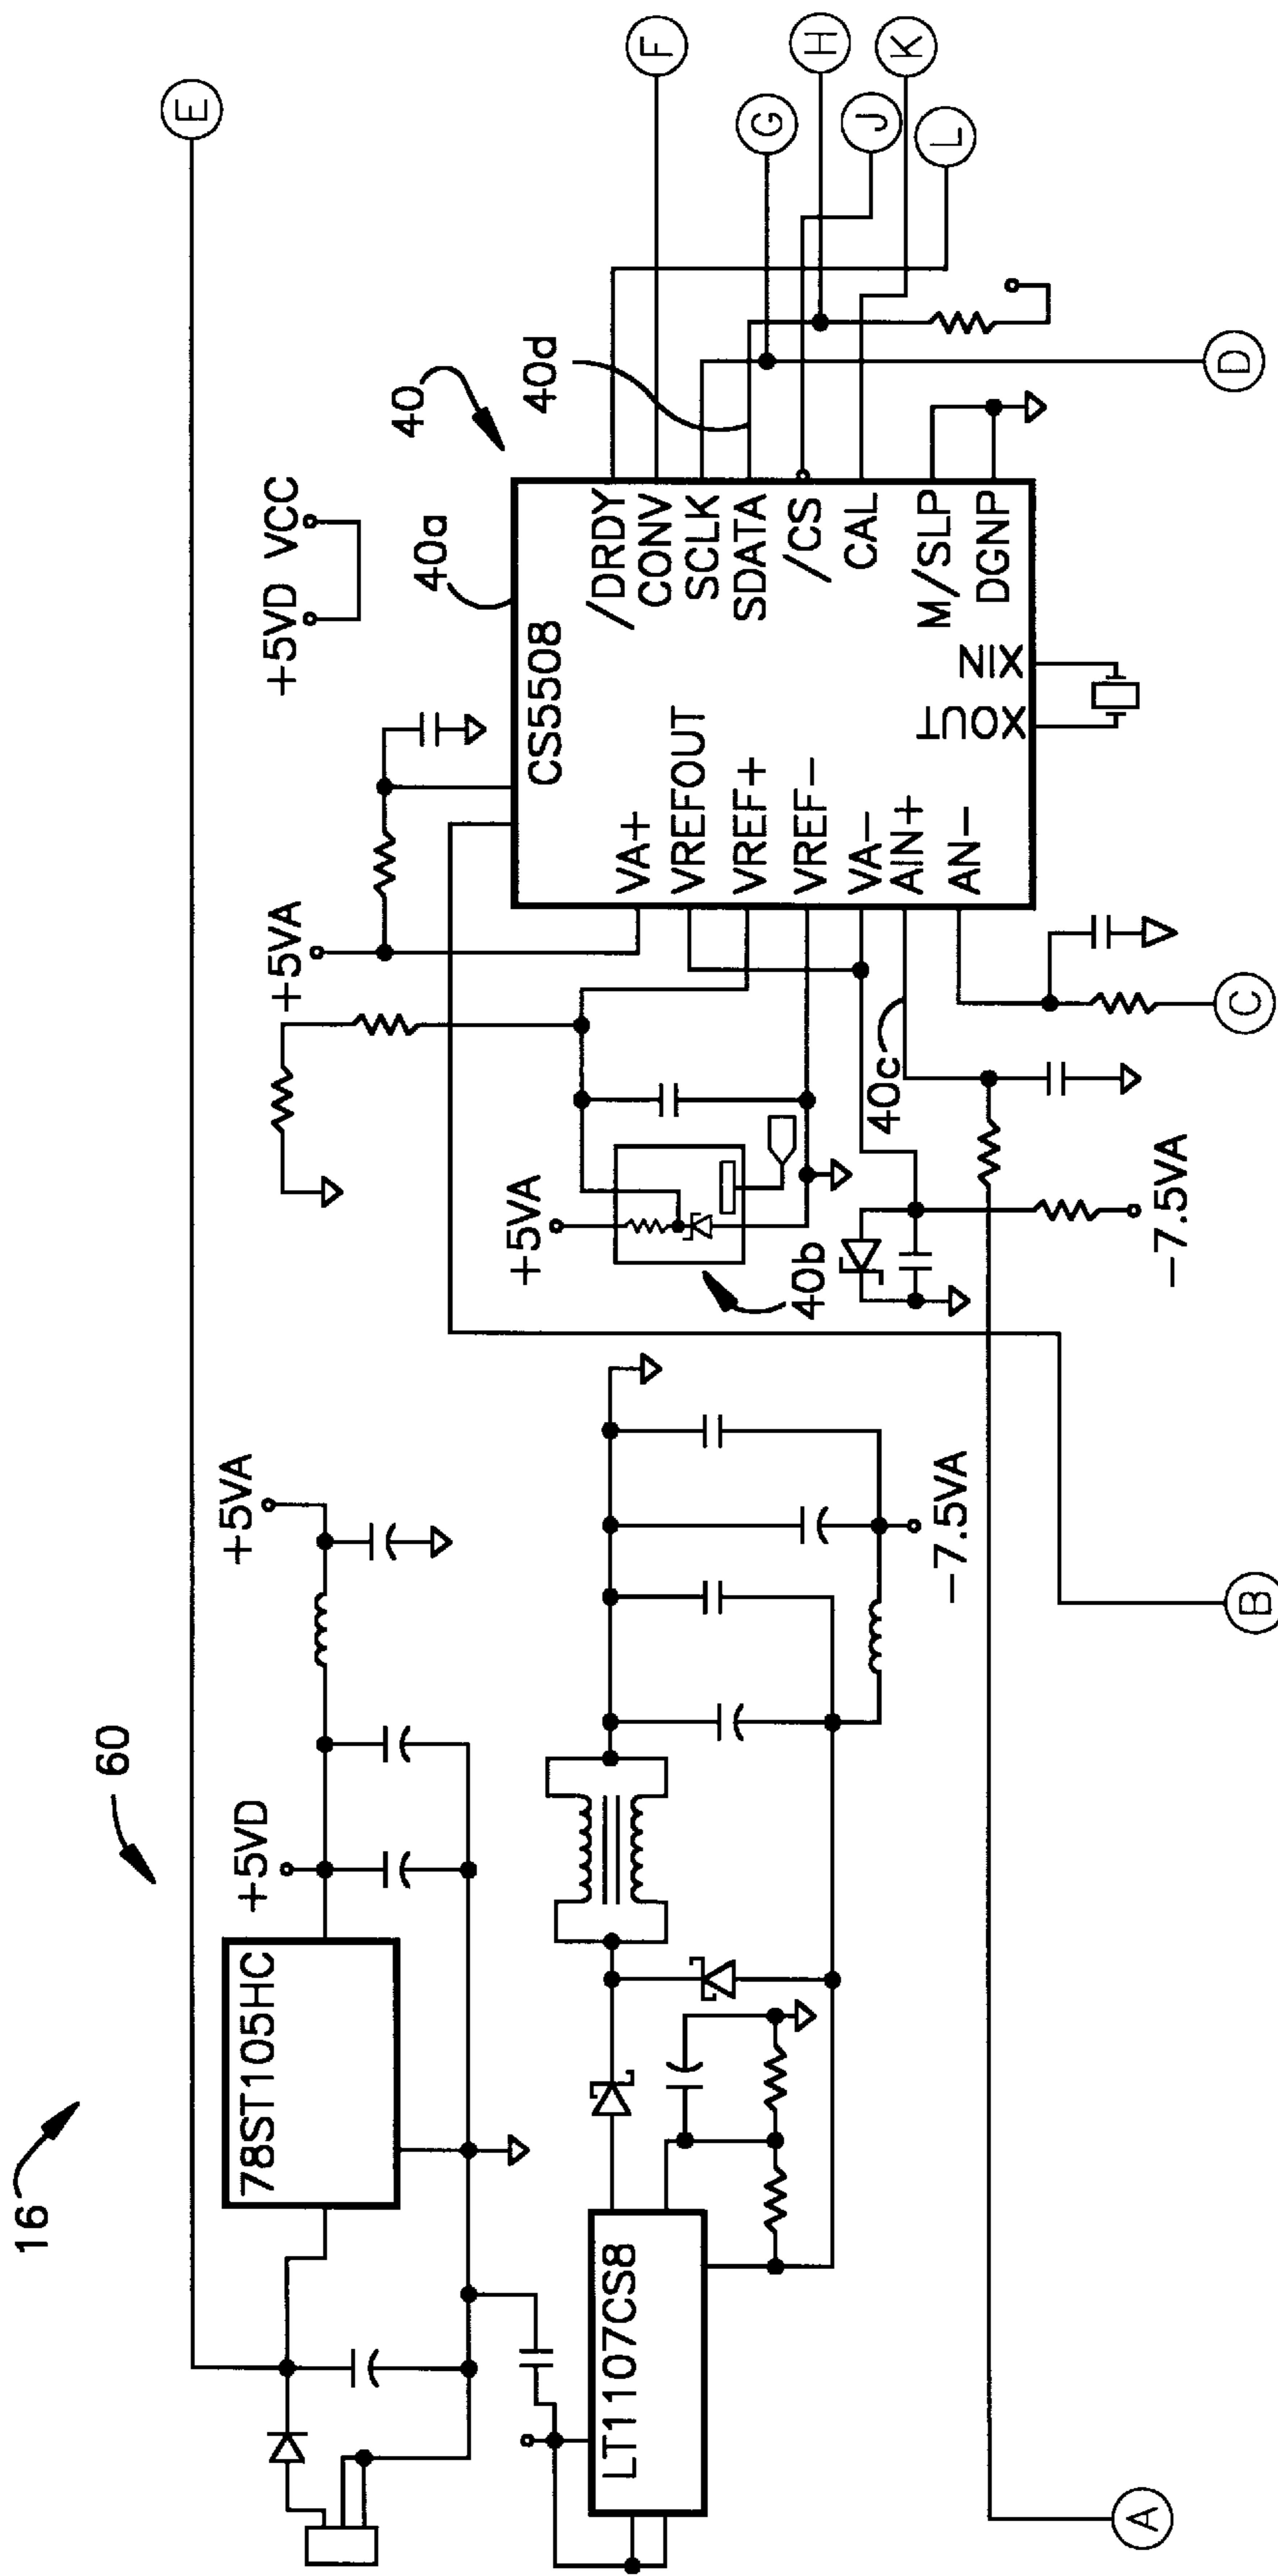 16
60
E
+5VA
+5VD
78ST105HC
LT1107CS8
-7.5VA
+5VA
+5VD VCC
40
40a
40d
CS5508
VA+
VREFOUT
VREF+
VREF-
VA-
AIN+
AN-
/DRDY
CONV
SCLK
SDATA
/CS
CAL
M/SLP
DGNP
XOUT
XIN
+5VA
40b
40c
-7.5VA
F
G
H
J
K
L
A
B
C
D